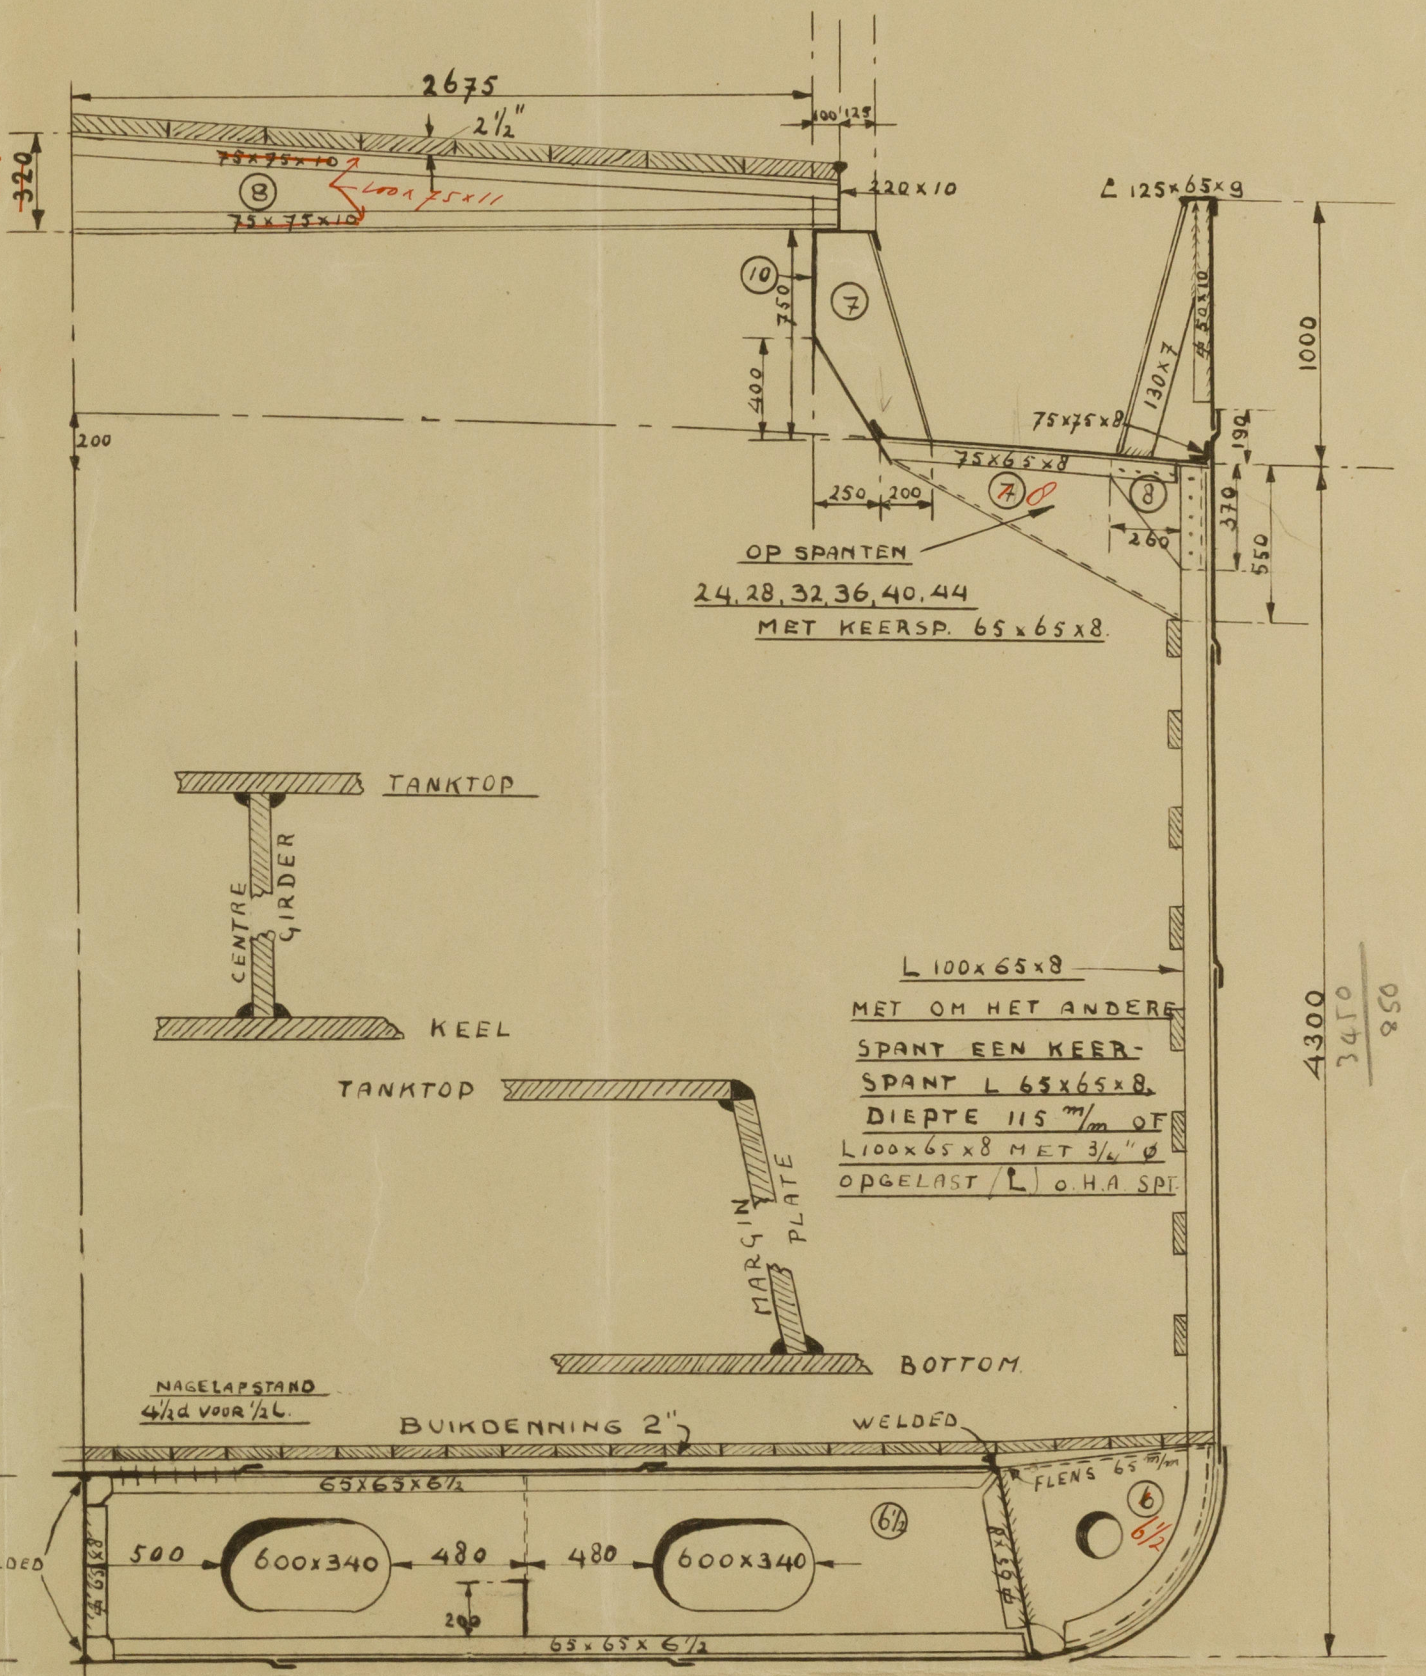 2675
100 125
2½"
320
75x75x10
8
75x75x10
220x10
L 125x65x9
10
7
750
400
50x10
130x7
1000
75x75x8
190
200
75x65x8
7 8
8
250
200
260
370
550
OP SPANTEN
24, 28, 32, 36, 40, 44
MET KEERSP. 65x65x8.
TANKTOP
CENTRE
GIRDER
KEEL
TANKTOP
MARGIN
PLATE
BOTTOM.
L 100x65x8
MET OM HET ANDERE
SPANT EEN KEER-
SPANT L 65x65x8,
DIEPTE 115 m/m OF
L100x65x8 MET 3/4" ø
OPGELAST (L) O.H.A. SPT.
4300
3450
850
NAGELAFSTAND
4½d VOOR ½L.
BUIKDENNING 2"
WELDED
65x65x6½
FLENS 65 m/m
6
6½
6½
65x8
500
600x340
480
480
600x340
65x8
200
65x65x6½